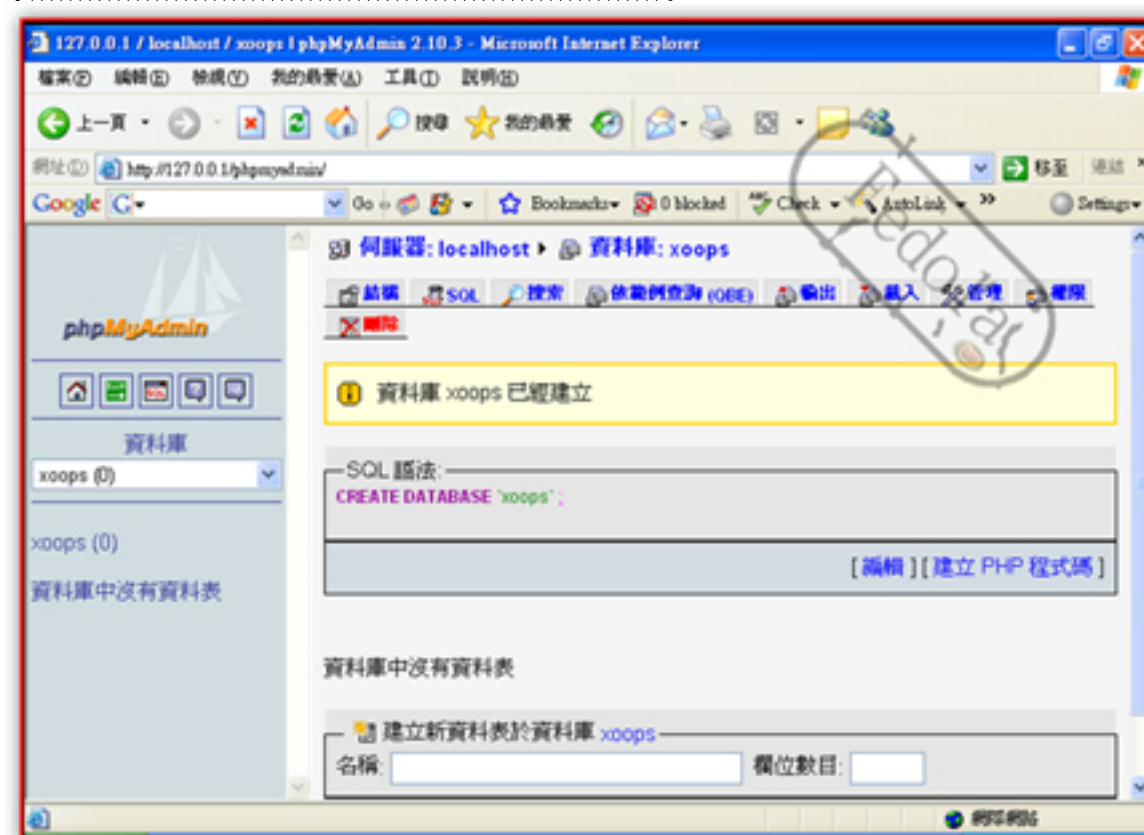 127.0.0.1 / localhost / xoops | phpMyAdmin 2.10.3 - Microsoft Internet Explorer
檔案(F) 編輯(E) 檢視(V) 我的最愛(A) 工具(T) 說明(H)
上一頁 搜尋 我的最愛
網址(D) http://127.0.0.1/phpmyadmin/ 移至 連結 »
Google G Go Bookmarks 0 blocked Check AutoLink » Settings
Fedora
phpMyAdmin
資料庫
xoops (0)
xoops (0)
資料庫中沒有資料表
伺服器: localhost 資料庫: xoops
結構 SQL 搜索 依範例查詢 (QBE) 輸出 載入 管理 權限
刪除
資料庫 xoops 已經建立
SQL 語法:
CREATE DATABASE `xoops` ;
[ 編輯 ] [ 建立 PHP 程式碼 ]
資料庫中沒有資料表
建立新資料表於資料庫 xoops
名稱: 欄位數目:
網際網路